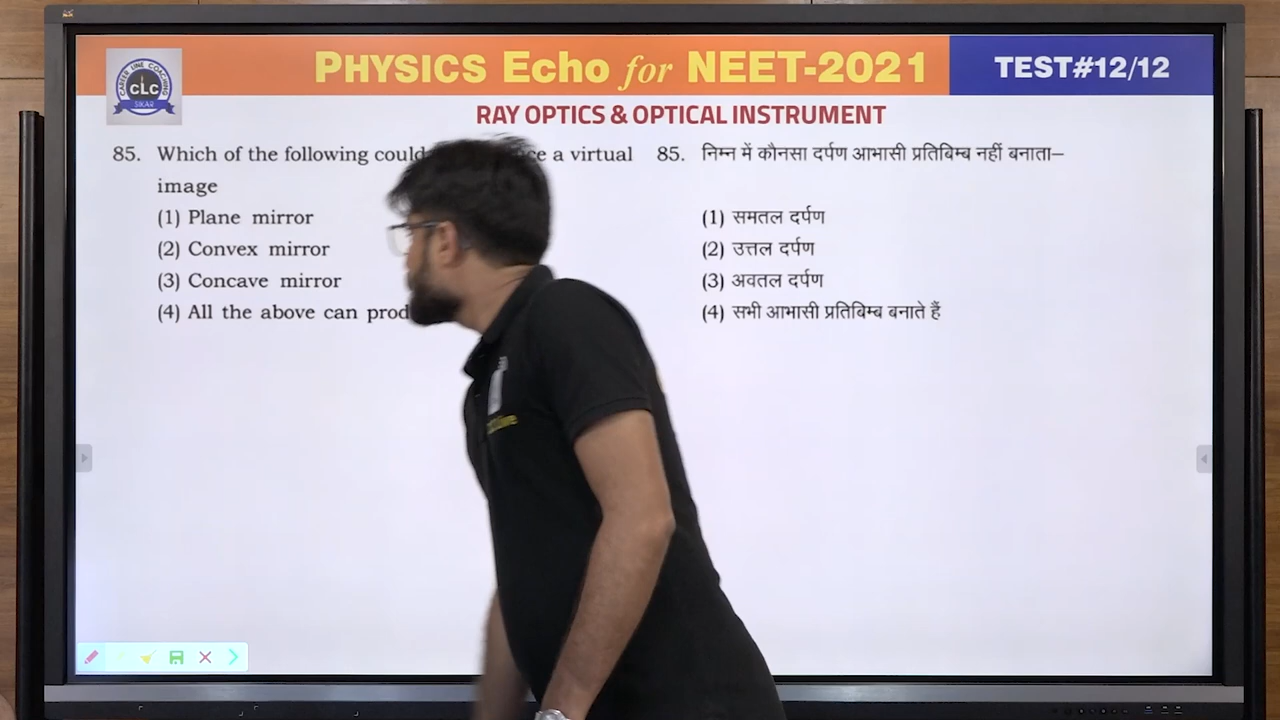 CAREER LINE COACHING
CLC
SIKAR
PHYSICS Echo for NEET-2021
TEST#12/12
RAY OPTICS & OPTICAL INSTRUMENT
85. Which of the following could a virtual
image
(1) Plane mirror
(2) Convex mirror
(3) Concave mirror
(4) All the above can
85. निम्न में कौनसा दर्पण आभासी प्रतिबिम्ब नहीं बनाता–
(1) समतल दर्पण
(2) उत्तल दर्पण
(3) अवतल दर्पण
(4) सभी आभासी प्रतिबिम्ब बनाते हैं